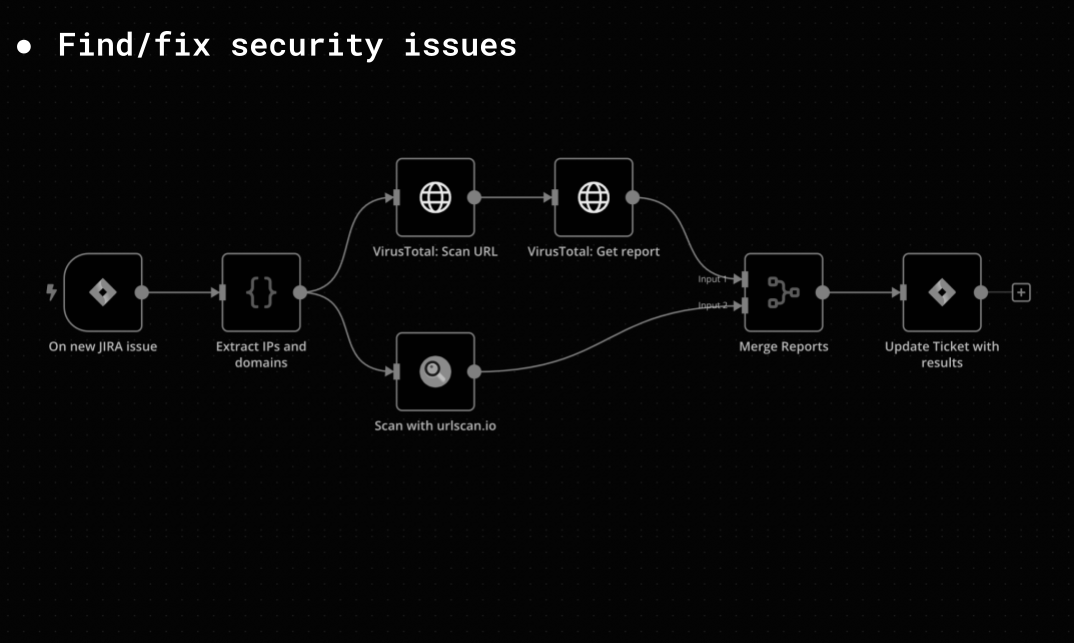 ● Find/fix security issues
VirusTotal: Scan URL
VirusTotal: Get report
Input 1
Input 2
On new JIRA issue
Extract IPs and
domains
Merge Reports
Update Ticket with
results
Scan with urlscan.io